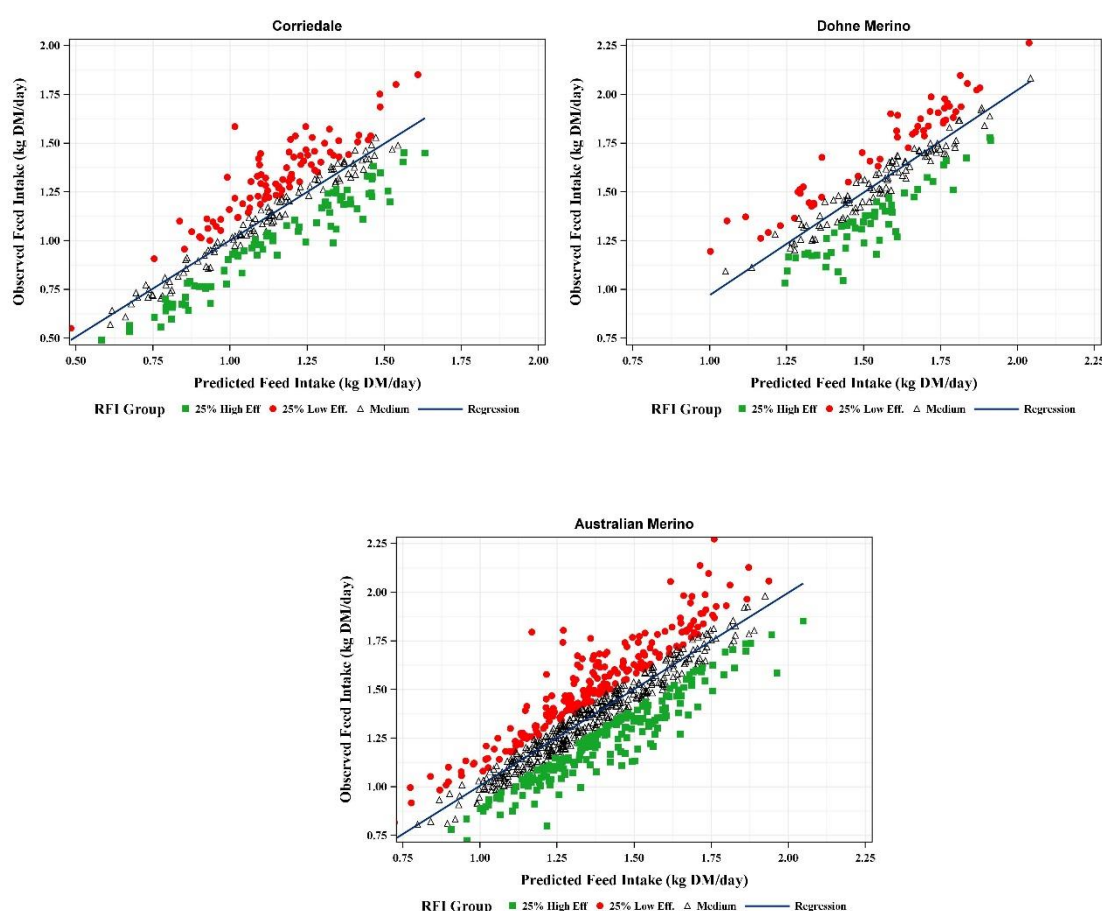 Corriedale
Observed Feed Intake (kg DM/day)
2.00
1.75
1.50
1.25
1.00
0.75
0.50
0.50 0.75 1.00 1.25 1.50 1.75 2.00
Predicted Feed Intake (kg DM/day)
RFI Group 25% High Eff 25% Low Eff. Medium Regression
Dohne Merino
Observed Feed Intake (kg DM/day)
2.25
2.00
1.75
1.50
1.25
1.00
0.75
0.75 1.00 1.25 1.50 1.75 2.00 2.25
Predicted Feed Intake (kg DM/day)
RFI Group 25% High Eff 25% Low Eff. Medium Regression
Australian Merino
Observed Feed Intake (kg DM/day)
2.25
2.00
1.75
1.50
1.25
1.00
0.75
0.75 1.00 1.25 1.50 1.75 2.00 2.25
Predicted Feed Intake (kg DM/day)
RFI Group 25% High Eff 25% Low Eff. Medium Regression